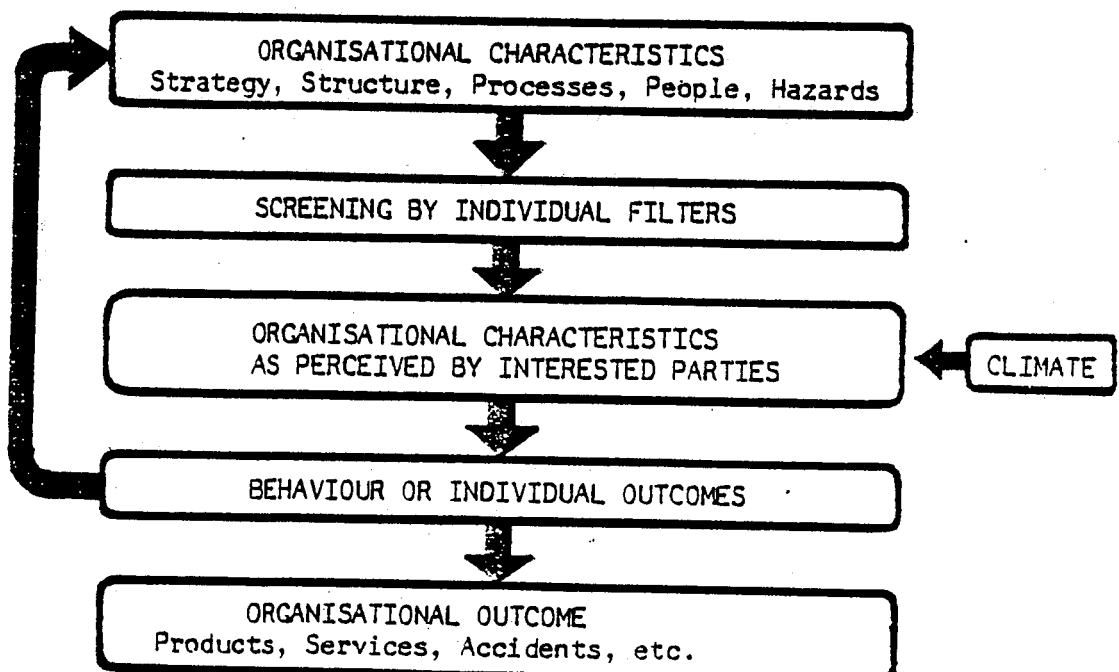 ORGANISATIONAL CHARACTERISTICS
Strategy, Structure, Processes, People, Hazards
SCREENING BY INDIVIDUAL FILTERS
ORGANISATIONAL CHARACTERISTICS
AS PERCEIVED BY INTERESTED PARTIES
CLIMATE
BEHAVIOUR OR INDIVIDUAL OUTCOMES
ORGANISATIONAL OUTCOME
Products, Services, Accidents, etc.